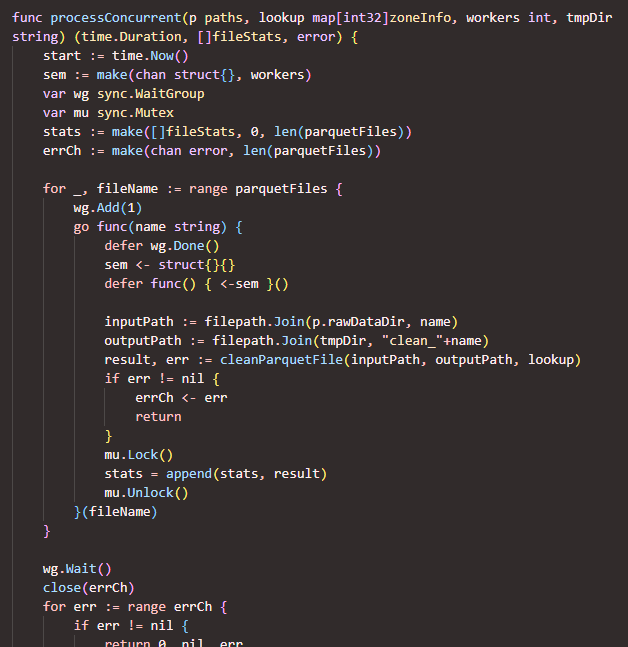 func processConcurrent(p paths, lookup map[int32]zoneInfo, workers int, tmpDir
string) (time.Duration, []fileStats, error) {
    start := time.Now()
    sem := make(chan struct{}, workers)
    var wg sync.WaitGroup
    var mu sync.Mutex
    stats := make([]fileStats, 0, len(parquetFiles))
    errCh := make(chan error, len(parquetFiles))

    for _, fileName := range parquetFiles {
        wg.Add(1)
        go func(name string) {
            defer wg.Done()
            sem <- struct{}{}
            defer func() { <-sem }()

            inputPath := filepath.Join(p.rawDataDir, name)
            outputPath := filepath.Join(tmpDir, "clean_"+name)
            result, err := cleanParquetFile(inputPath, outputPath, lookup)
            if err != nil {
                errCh <- err
                return
            }
            mu.Lock()
            stats = append(stats, result)
            mu.Unlock()
        }(fileName)
    }

    wg.Wait()
    close(errCh)
    for err := range errCh {
        if err != nil {
            return 0, nil, err